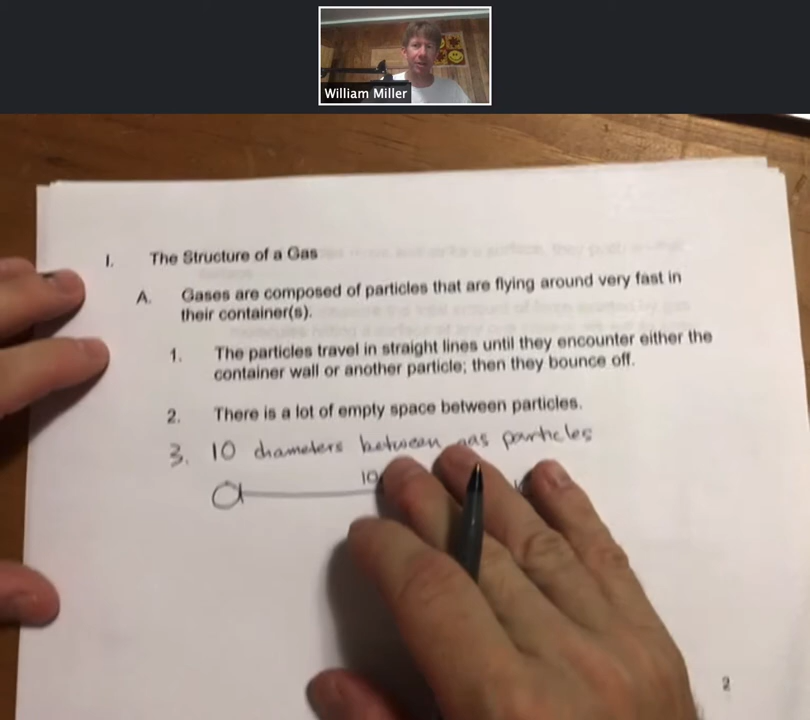 William Miller
I. The Structure of a Gas
A. Gases are composed of particles that are flying around very fast in
their container(s).
1. The particles travel in straight lines until they encounter either the
container wall or another particle; then they bounce off.
2. There is a lot of empty space between particles.
3. 10 diameters between gas particles
10
2